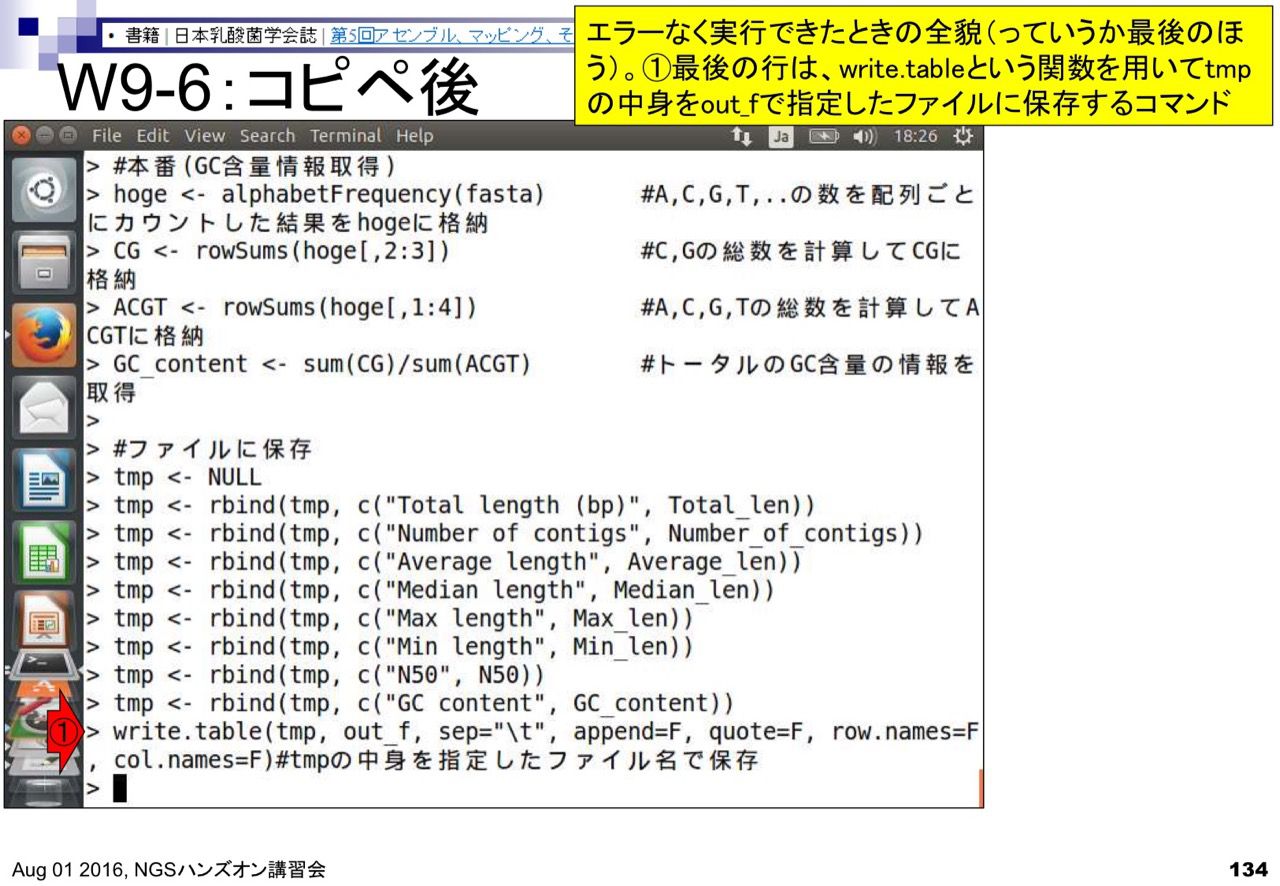 ・ 書籍 | 日本乳酸菌学会誌 | 第5回アセンブル、マッピング、そ
W9-6：コピペ後
エラーなく実行できたときの全貌（っていうか最後のほ
う）。①最後の行は、write.tableという関数を用いてtmp
の中身をout_fで指定したファイルに保存するコマンド
File Edit View Search Terminal Help
Ja
18:26
> #本番(GC含量情報取得)
> hoge <- alphabetFrequency(fasta) #A,C,G,T,..の数を配列ごと
にカウントした結果をhogeに格納
> CG <- rowSums(hoge[,2:3]) #C,Gの総数を計算してCGに
格納
> ACGT <- rowSums(hoge[,1:4]) #A,C,G,Tの総数を計算してA
CGTに格納
> GC_content <- sum(CG)/sum(ACGT) #トータルのGC含量の情報を
取得
>
> #ファイルに保存
> tmp <- NULL
> tmp <- rbind(tmp, c("Total length (bp)", Total_len))
> tmp <- rbind(tmp, c("Number of contigs", Number_of_contigs))
> tmp <- rbind(tmp, c("Average length", Average_len))
> tmp <- rbind(tmp, c("Median length", Median_len))
> tmp <- rbind(tmp, c("Max length", Max_len))
> tmp <- rbind(tmp, c("Min length", Min_len))
> tmp <- rbind(tmp, c("N50", N50))
> tmp <- rbind(tmp, c("GC content", GC_content))
① > write.table(tmp, out_f, sep="\t", append=F, quote=F, row.names=F
, col.names=F)#tmpの中身を指定したファイル名で保存
>
Aug 01 2016, NGSハンズオン講習会
134